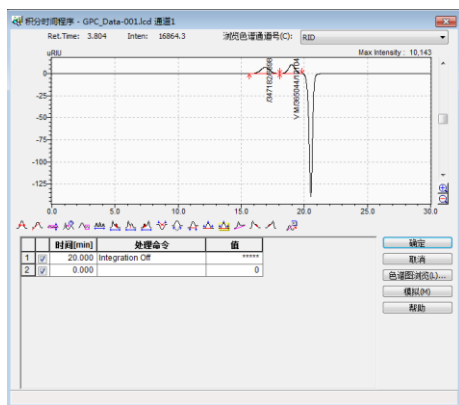 积分时间程序 - GPC_Data-001.lcd 通道1
Ret.Time: 3.804 Inten: 16864.3 浏览色谱通道号(C): RID
uRIU Max Intensity : 10,143
0
-25
-50
-75
-100
-125
0.0 5.0 10.0 15.0 20.0 25.0 30.0
时间[min] 处理命令 值
1 20.000 Integration Off *****
2 0.000 0
确定
取消
色谱图浏览(L)...
模拟(M)
帮助